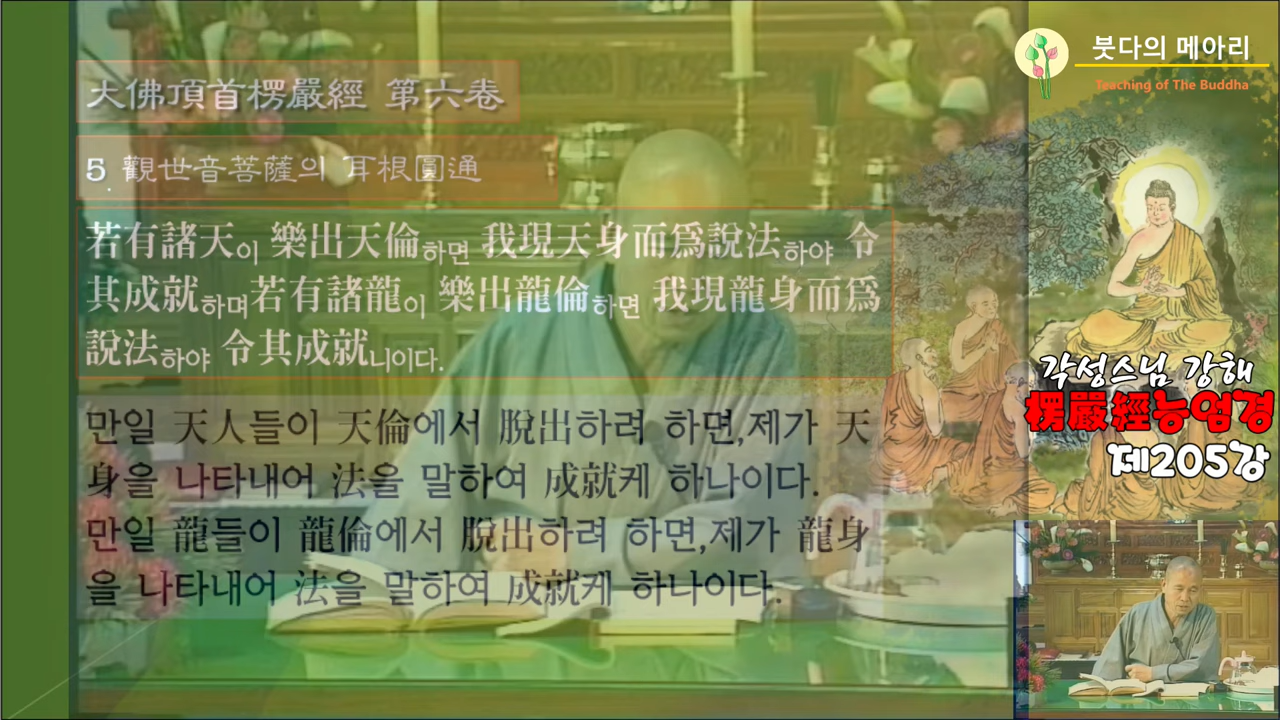 大佛頂首楞嚴經 第六卷
5. 觀世音菩薩의 耳根圓通
若有諸天이 樂出天倫하면 我現天身而爲說法하야 令
其成就하며若有諸龍이 樂出龍倫하면 我現龍身而爲
說法하야 令其成就니이다.
만일 天人들이 天倫에서 脫出하려 하면,제가 天
身을 나타내어 法을 말하여 成就케 하나이다.
만일 龍들이 龍倫에서 脫出하려 하면,제가 龍身
을 나타내어 法을 말하여 成就케 하나이다.
붓다의 메아리
Teaching of The Buddha
각성스님 강해
楞嚴經능엄경
제205강